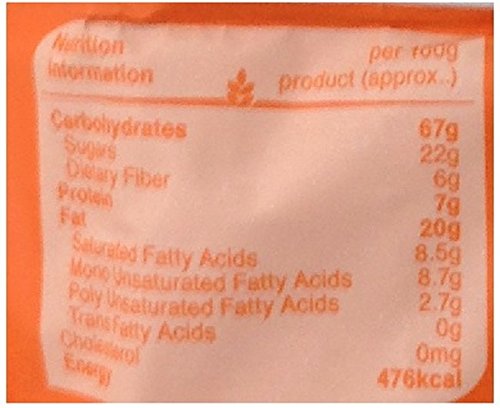 Nutrition per 100g
Information product (approx..)
Carbohydrates 67g
Sugars 22g
Dietary Fiber 6g
Protein 7g
Fat 20g
Saturated Fatty Acids 8.5g
Mono Unsaturated Fatty Acids 8.7g
Poly Unsaturated Fatty Acids 2.7g
Trans fatty Acids 0g
Cholesterol 0mg
Energy 476kcal